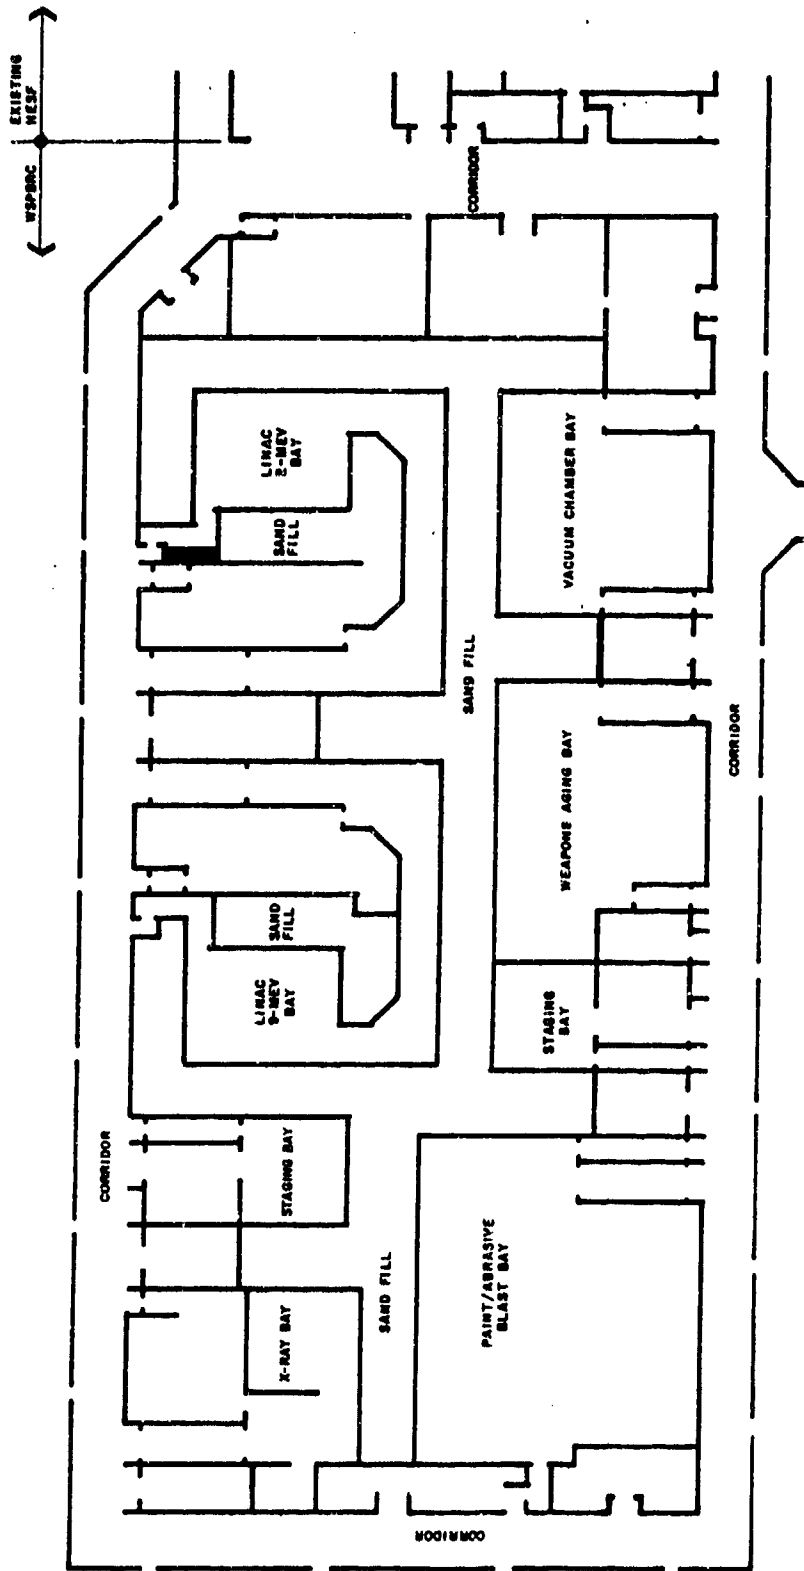 EXISTING
NESF
WSPBRC
CORRIDOR
LINAC
2-MEV
BAY
SAND
FILL
VACUUM CHAMBER BAY
SAND FILL
CORRIDOR
WEAPONS AGING BAY
SAND
FILL
LINAC
9-MEV
BAY
STAGING
BAY
CORRIDOR
STAGING BAY
SAND FILL
PAINT/ABRASIVE
BLAST BAY
X-RAY BAY
CORRIDOR